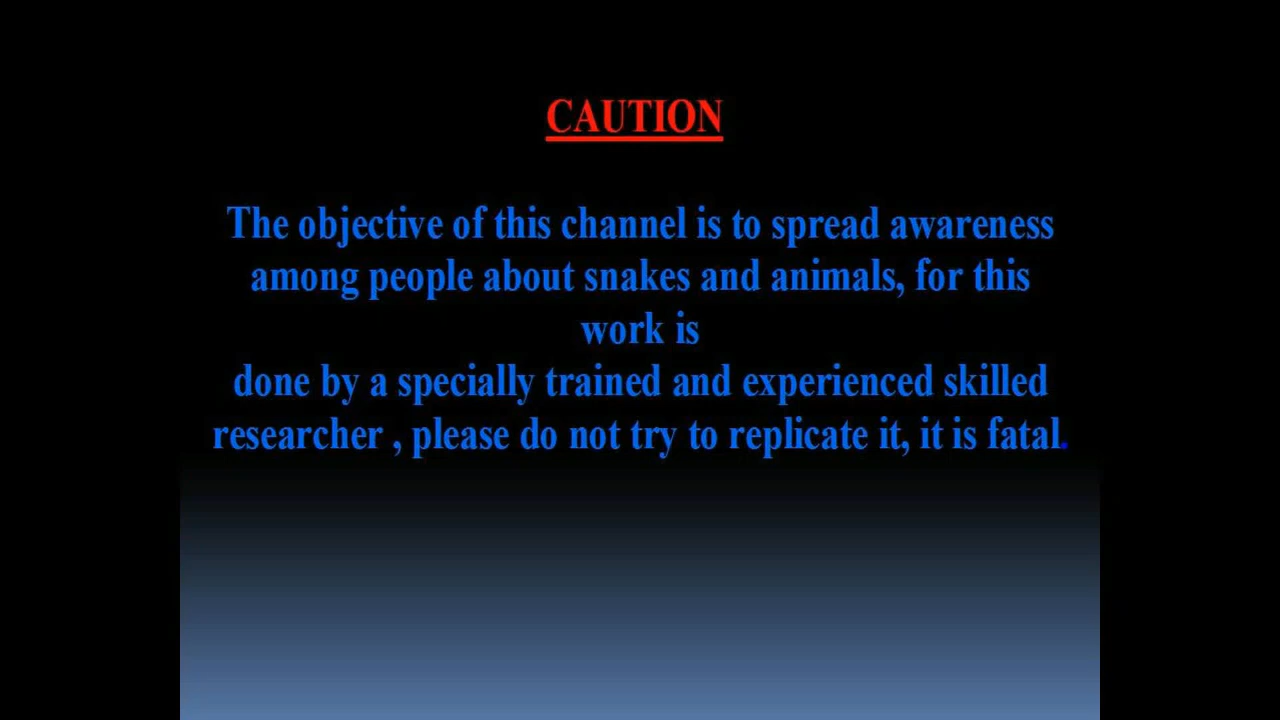 CAUTION
The objective of this channel is to spread awareness
among people about snakes and animals, for this
work is
done by a specially trained and experienced skilled
researcher , please do not try to replicate it, it is fatal.